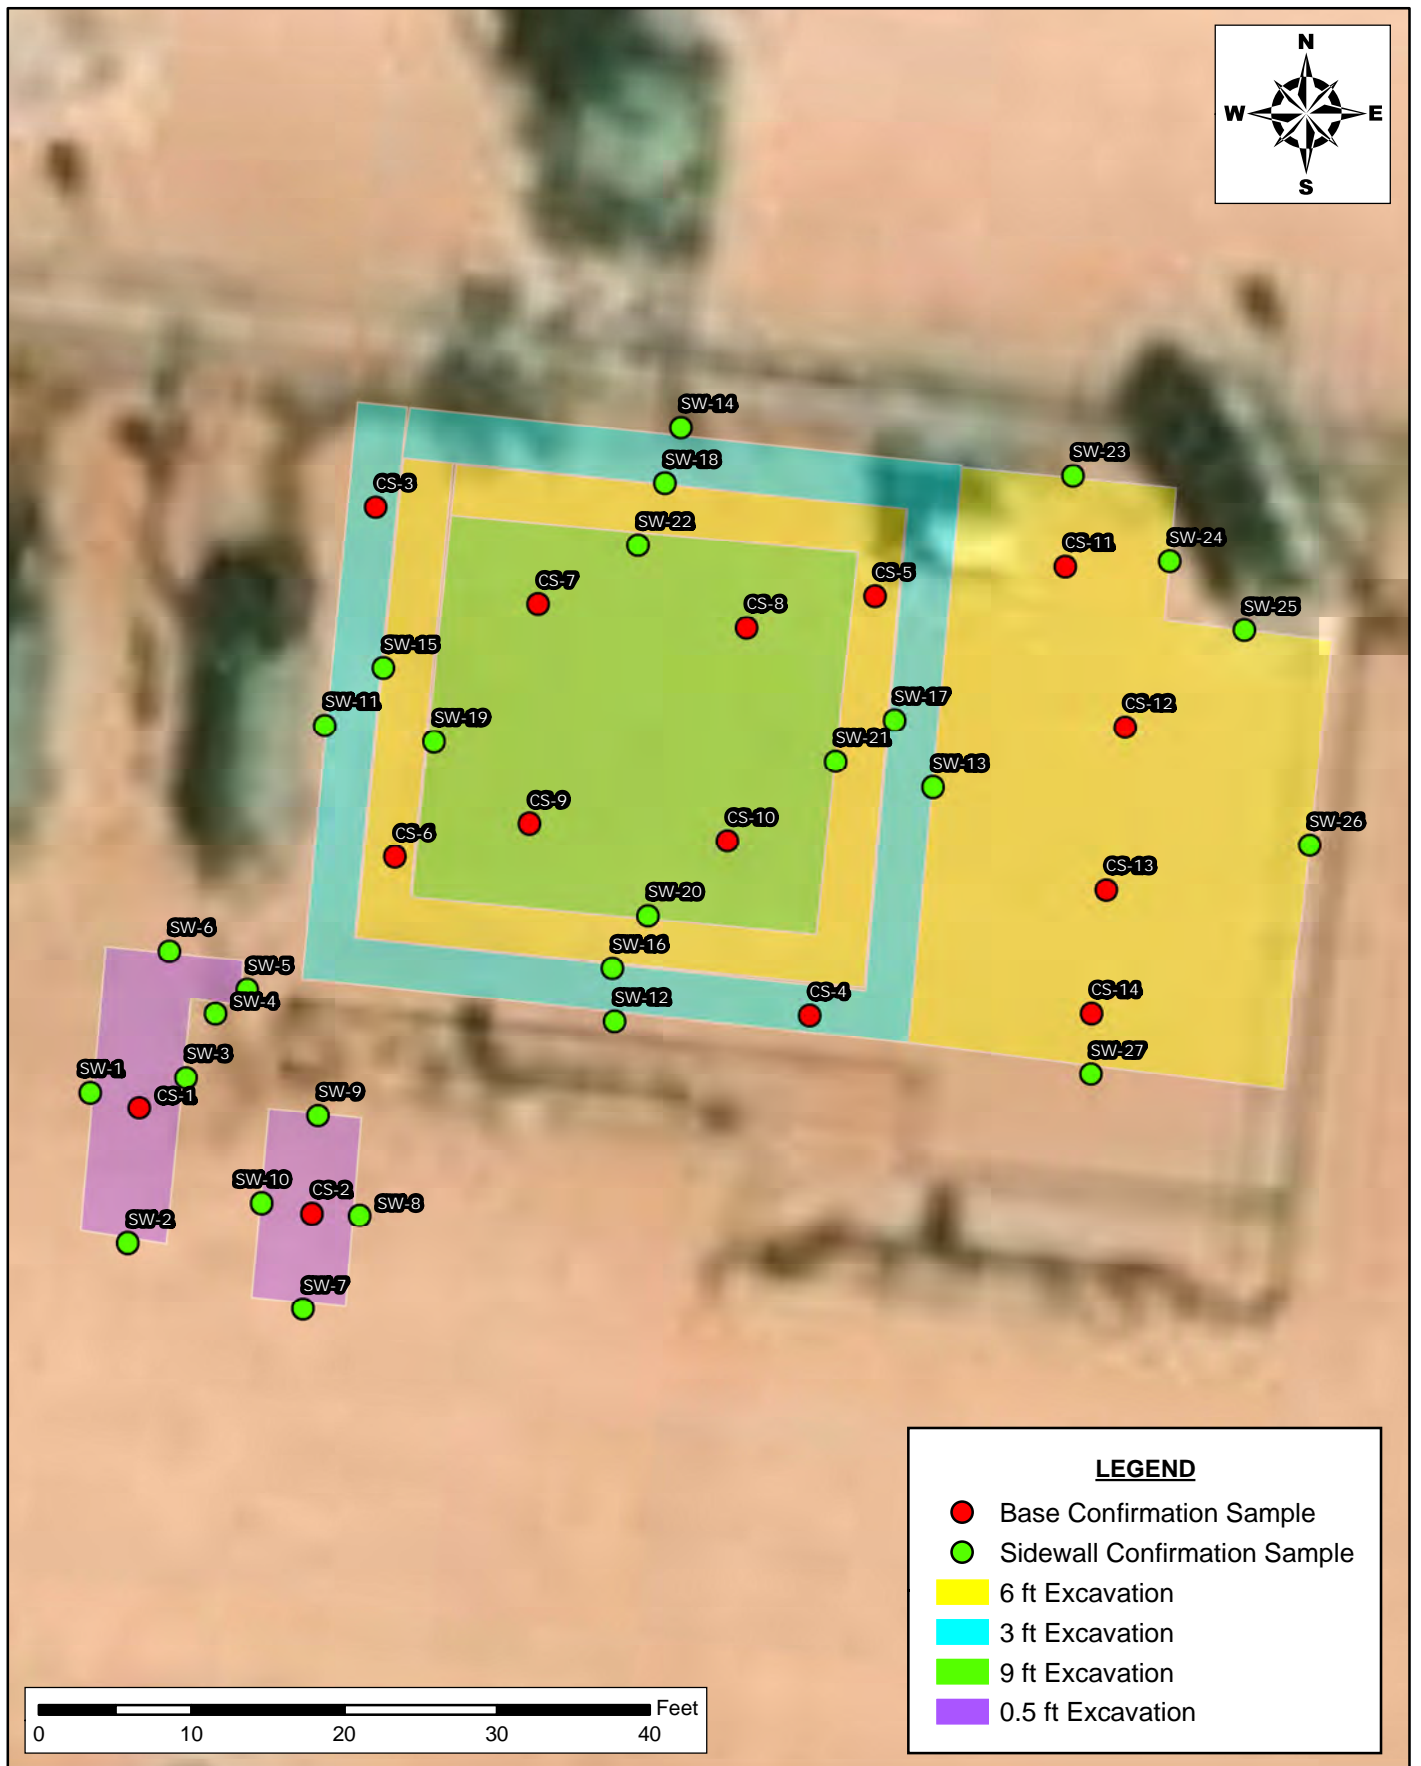 N
W E
S
SW-14
SW-23
SW-18
CS-3
SW-22
SW-24
CS-11
CS-7
CS-5
CS-8
SW-25
SW-15
SW-17
SW-11
CS-12
SW-19
SW-21
SW-13
CS-9
CS-10
SW-26
CS-6
CS-13
SW-20
SW-6
SW-16
SW-5
SW-12
CS-4
SW-4
CS-14
SW-3
SW-27
SW-1
CS-1
SW-9
SW-10
CS-2
SW-8
SW-2
SW-7
LEGEND
Base Confirmation Sample
Sidewall Confirmation Sample
6 ft Excavation
3 ft Excavation
9 ft Excavation
0.5 ft Excavation
Feet
0 10 20 30 40